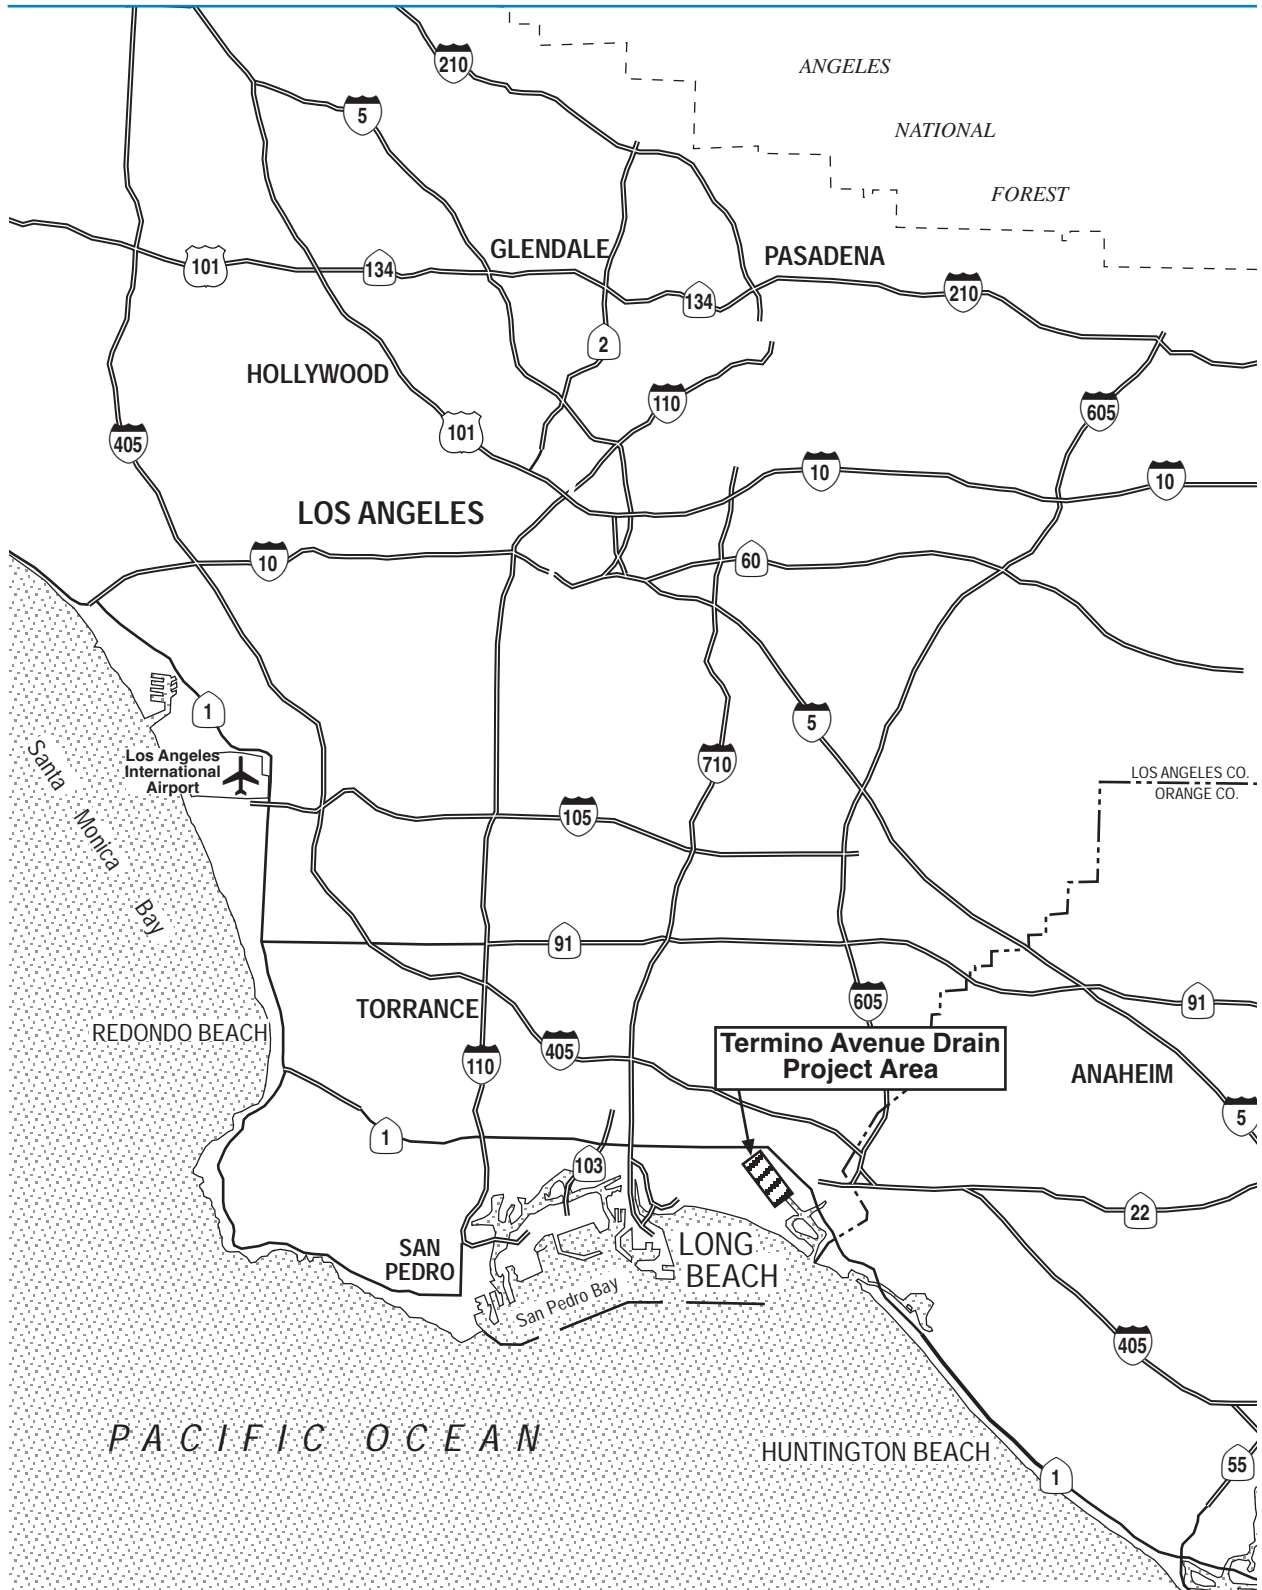 210
ANGELES
5
NATIONAL
FOREST
GLENDALE
PASADENA
101
134
134
210
2
HOLLYWOOD
110
605
405
101
10
10
LOS ANGELES
10
60
1
5
Santa Monica Bay
Los Angeles
International
Airport
710
LOS ANGELES CO.
ORANGE CO.
105
91
605
91
TORRANCE
REDONDO BEACH
405
110
Termino Avenue Drain
Project Area
ANAHEIM
5
1
103
22
SAN
PEDRO
LONG
BEACH
San Pedro Bay
405
PACIFIC OCEAN
HUNTINGTON BEACH
55
1